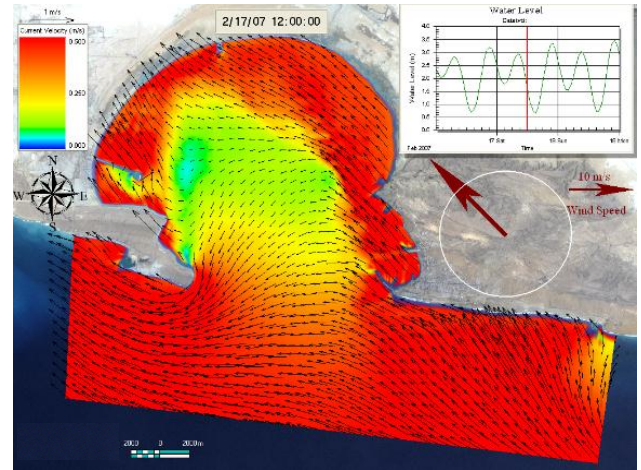 1 m/s
Current Velocity (m/s)
0.500
0.000
2/17/07 12:00:00
Water Level
4.0
3.5
3.0
2.5
2.0
1.5
1.0
0.5
0.0
Water Level (m)
17 Sat
18 Sun
Feb 2007
Time
N
W
E
S
10 m/s
Wind Speed
2000
0
2000m